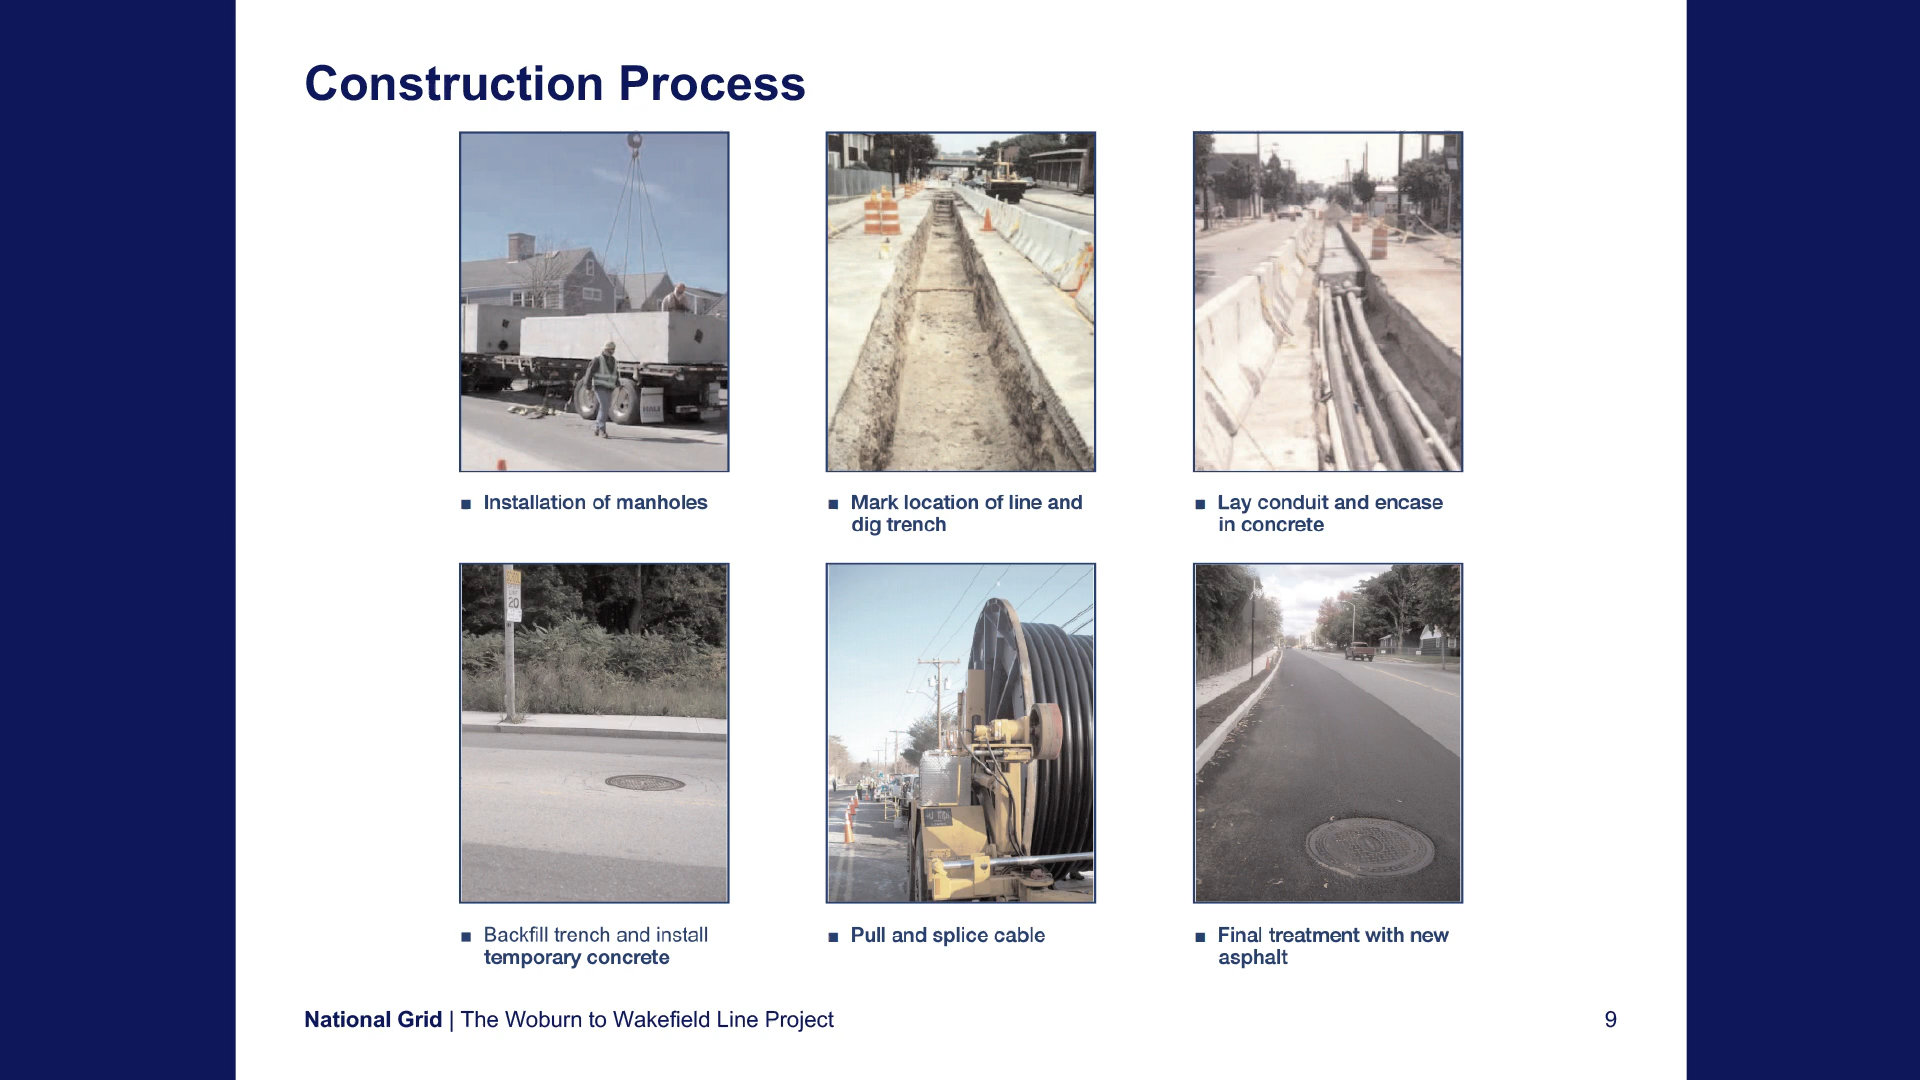 Construction Process
■ Installation of manholes
■ Mark location of line and
dig trench
■ Lay conduit and encase
in concrete
20
■ Backfill trench and install
temporary concrete
■ Pull and splice cable
■ Final treatment with new
asphalt
National Grid | The Woburn to Wakefield Line Project
9